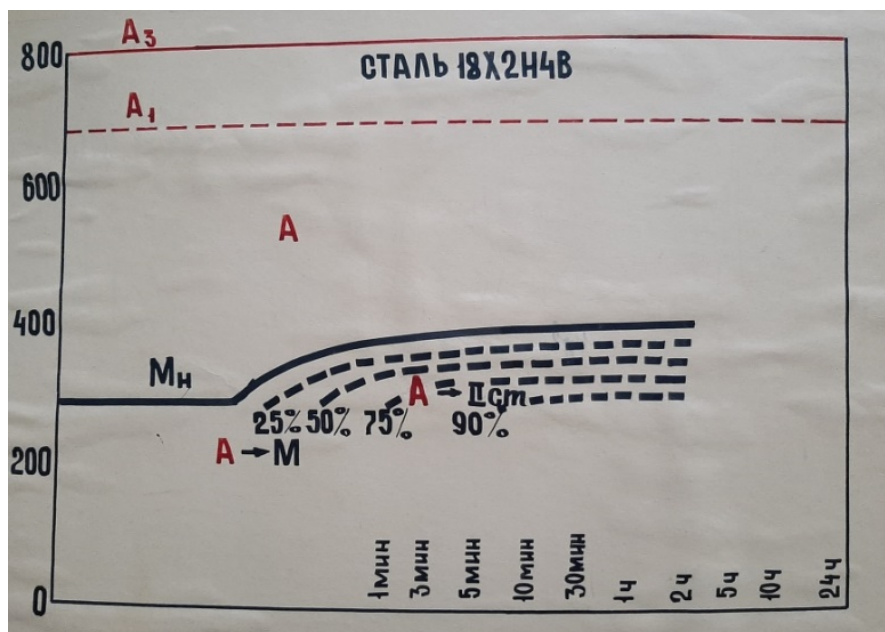 A3
800
СТАЛЬ 18Х2Н4В
A1
600
A
400
Мн
A → IIст
25% 50% 75% 90%
A → М
200
1мин 3мин 5мин 10мин 30мин 1ч 2ч 5ч 10ч 24ч
0